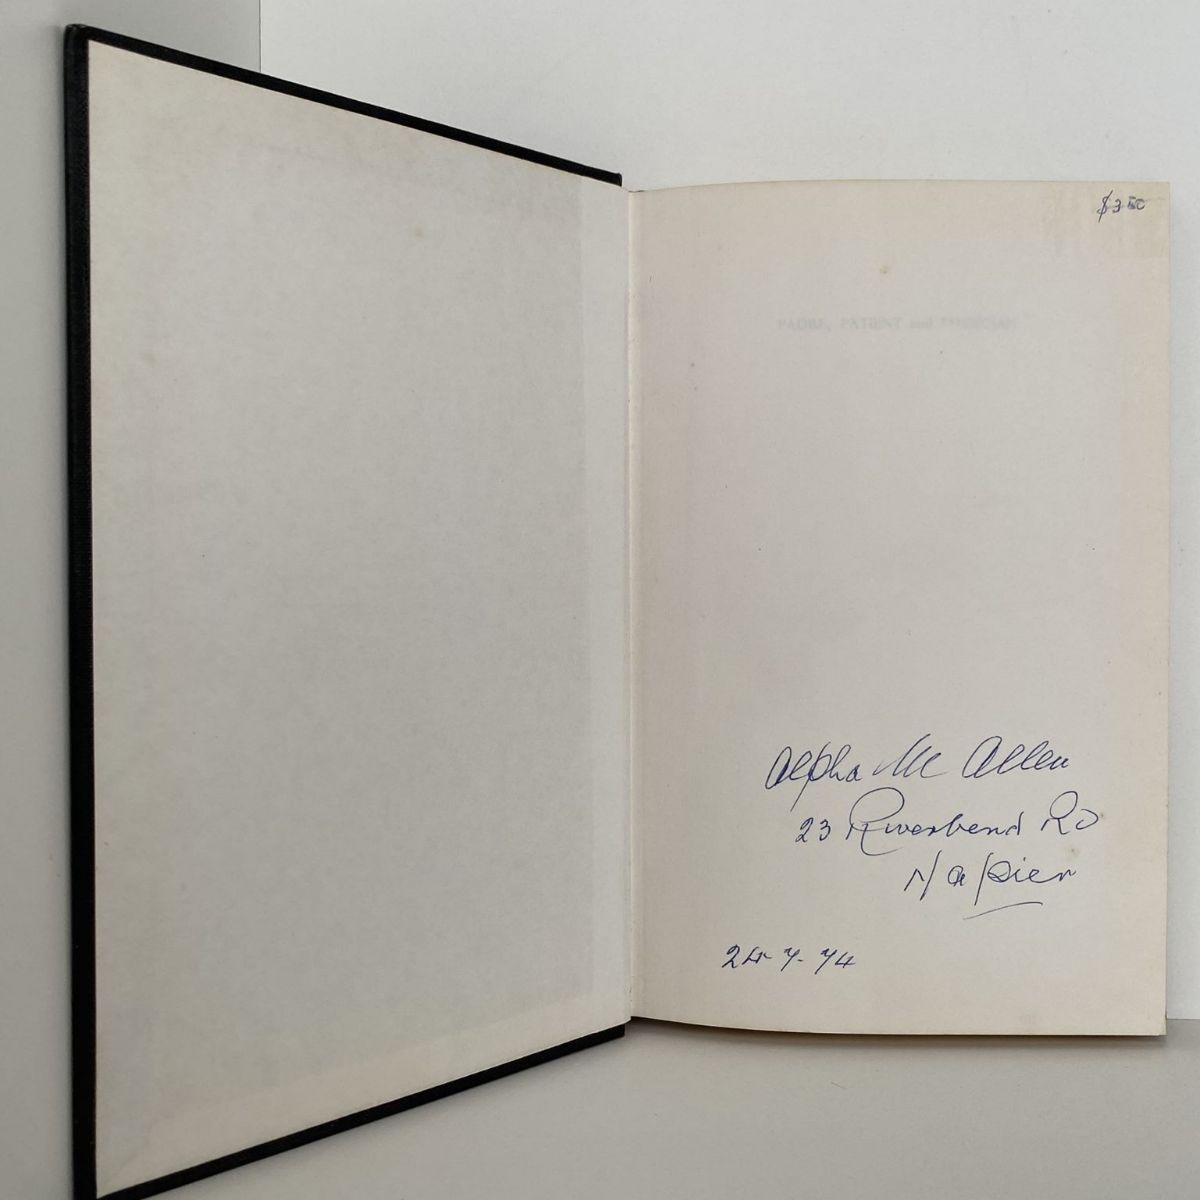 $3 50
PADRE, PATIENT and PHYSICIAN
Alpha M Allen
23 Riverbend RD
Napier
24-7-74